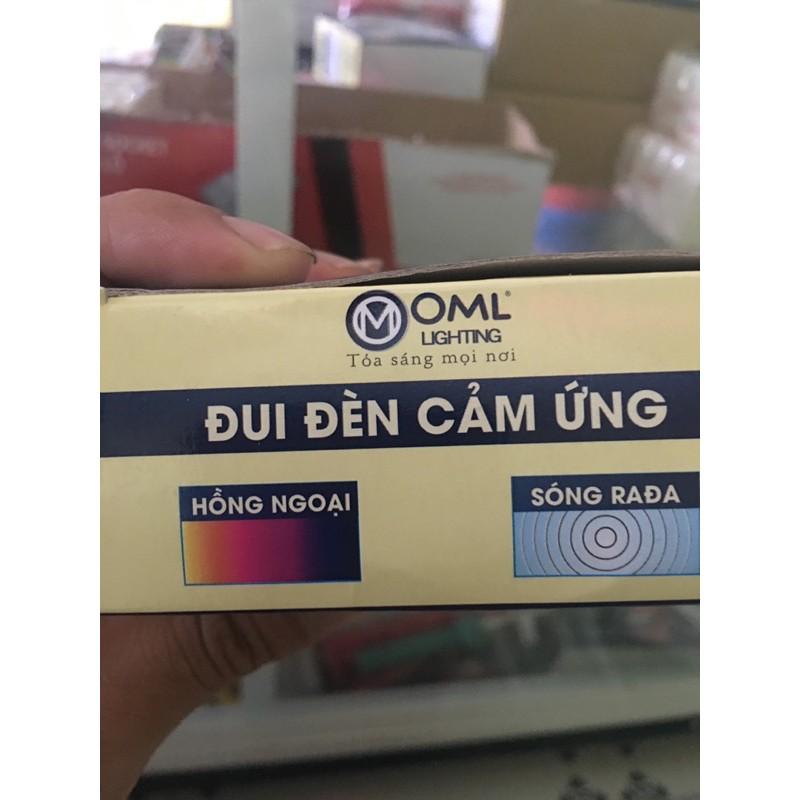 M OML®
LIGHTING
Tỏa sáng mọi nơi
ĐUI ĐÈN CẢM ỨNG
HỒNG NGOẠI
SÓNG RAĐA